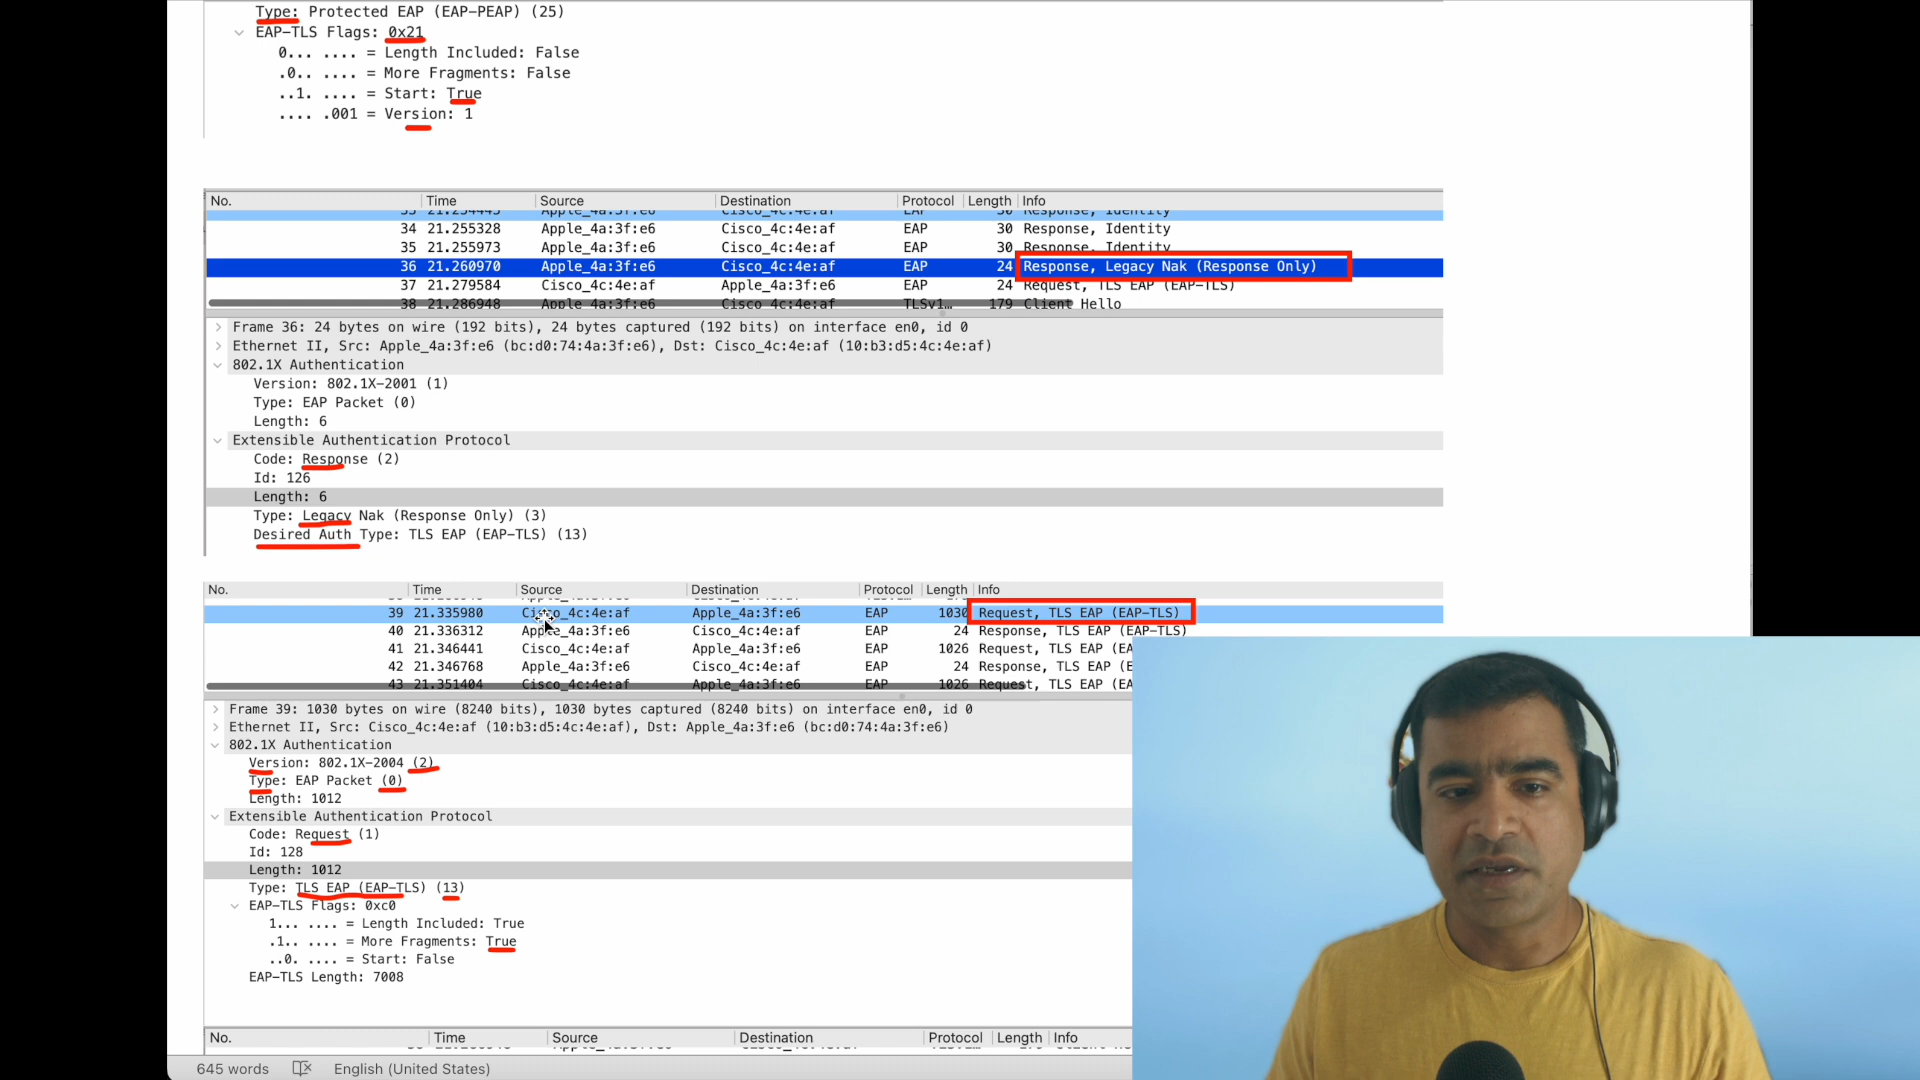 Type: Protected EAP (EAP-PEAP) (25)
EAP-TLS Flags: 0x21
0... .... = Length Included: False
.0.. .... = More Fragments: False
..1. .... = Start: True
.... .001 = Version: 1
No. Time Source Destination Protocol Length Info
34 21.255328 Apple_4a:3f:e6 Cisco_4c:4e:af EAP 30 Response, Identity
35 21.255973 Apple_4a:3f:e6 Cisco_4c:4e:af EAP 30 Response, Identity
36 21.260970 Apple_4a:3f:e6 Cisco_4c:4e:af EAP 24 Response, Legacy Nak (Response Only)
37 21.279584 Cisco_4c:4e:af Apple_4a:3f:e6 EAP 24 Request, TLS EAP (EAP-TLS)
38 21.286948 Apple_4a:3f:e6 Cisco_4c:4e:af TLSv1… 179 Client Hello
Frame 36: 24 bytes on wire (192 bits), 24 bytes captured (192 bits) on interface en0, id 0
Ethernet II, Src: Apple_4a:3f:e6 (bc:d0:74:4a:3f:e6), Dst: Cisco_4c:4e:af (10:b3:d5:4c:4e:af)
802.1X Authentication
Version: 802.1X-2001 (1)
Type: EAP Packet (0)
Length: 6
Extensible Authentication Protocol
Code: Response (2)
Id: 126
Length: 6
Type: Legacy Nak (Response Only) (3)
Desired Auth Type: TLS EAP (EAP-TLS) (13)
No. Time Source Destination Protocol Length Info
39 21.335980 Cisco_4c:4e:af Apple_4a:3f:e6 EAP 1030 Request, TLS EAP (EAP-TLS)
40 21.336312 Apple_4a:3f:e6 Cisco_4c:4e:af EAP 24 Response, TLS EAP (EAP-TLS)
41 21.346441 Cisco_4c:4e:af Apple_4a:3f:e6 EAP 1026 Request, TLS EAP (EA
42 21.346768 Apple_4a:3f:e6 Cisco_4c:4e:af EAP 24 Response, TLS EAP (E
43 21.351404 Cisco_4c:4e:af Apple_4a:3f:e6 EAP 1026 Request, TLS EAP (EA
Frame 39: 1030 bytes on wire (8240 bits), 1030 bytes captured (8240 bits) on interface en0, id 0
Ethernet II, Src: Cisco_4c:4e:af (10:b3:d5:4c:4e:af), Dst: Apple_4a:3f:e6 (bc:d0:74:4a:3f:e6)
802.1X Authentication
Version: 802.1X-2004 (2)
Type: EAP Packet (0)
Length: 1012
Extensible Authentication Protocol
Code: Request (1)
Id: 128
Length: 1012
Type: TLS EAP (EAP-TLS) (13)
EAP-TLS Flags: 0xc0
1... .... = Length Included: True
.1.. .... = More Fragments: True
..0. .... = Start: False
EAP-TLS Length: 7008
No. Time Source Destination Protocol Length Info
645 words English (United States)